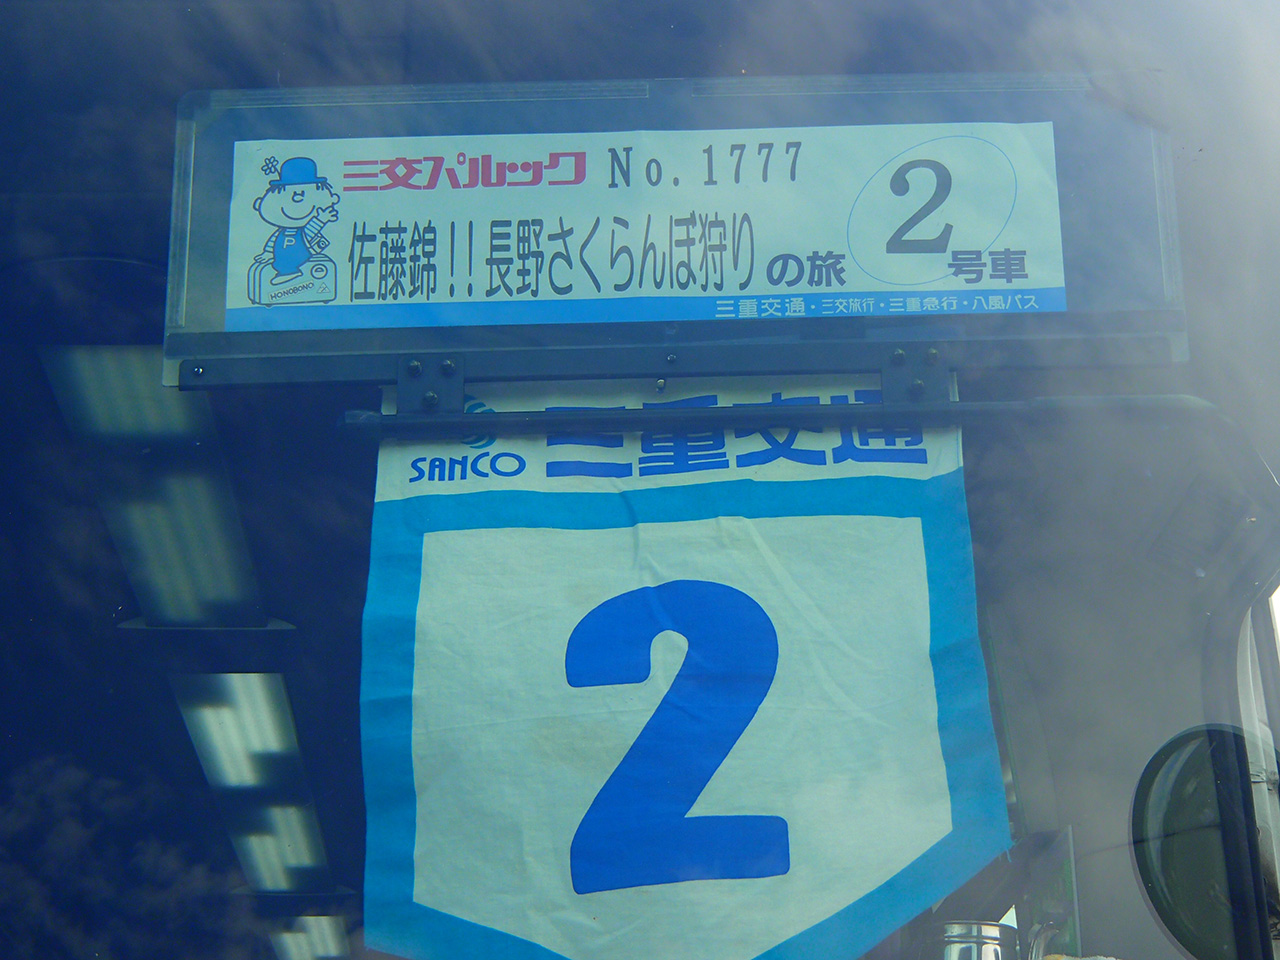 三交パルック No.1777
佐藤錦!!長野さくらんぼ狩りの旅
2号車
三重交通・三交旅行・三重急行・八風バス
P
HONOBONO
SANCO 三重交通
2